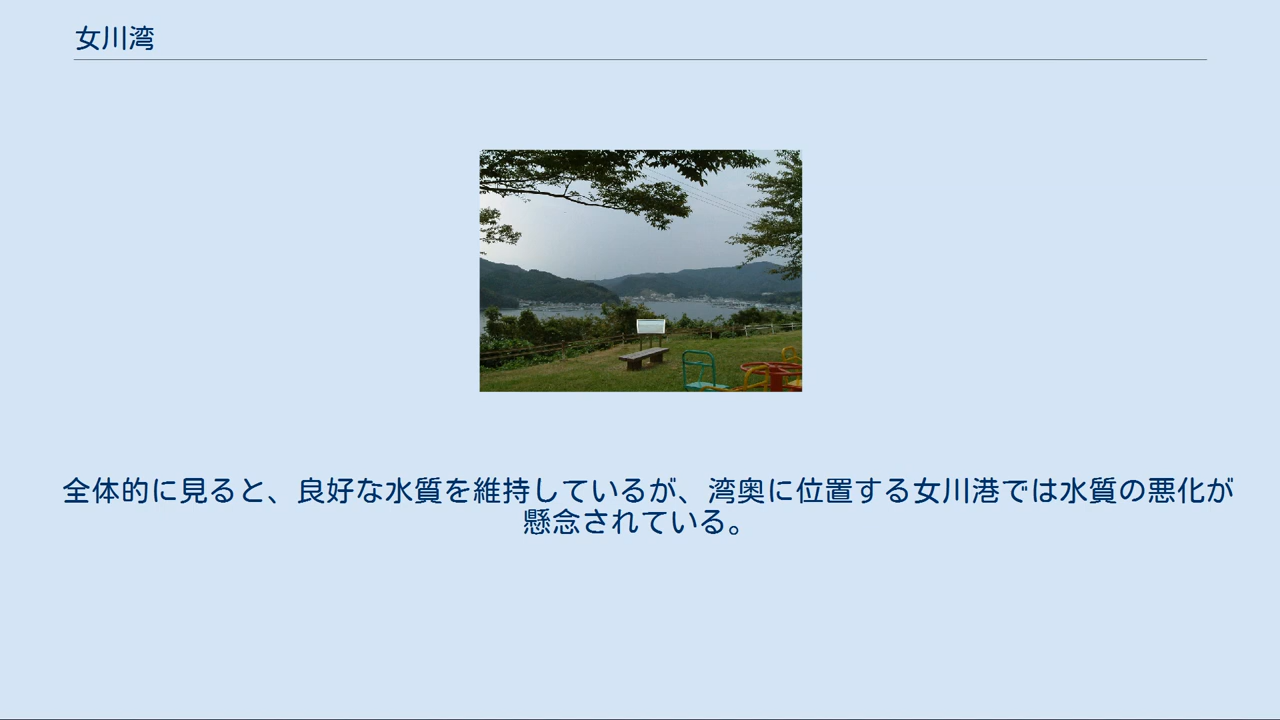 女川湾
全体的に見ると、良好な水質を維持しているが、湾奥に位置する女川港では水質の悪化が
懸念されている。